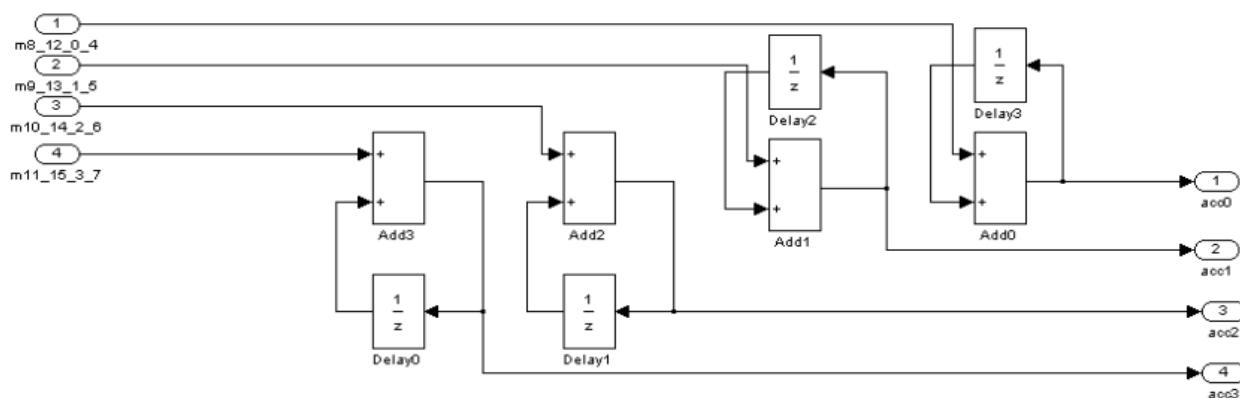 1
m8_12_0_4
2
m9_13_1_5
3
m10_14_2_6
4
m11_15_3_7
1
z
Delay2
1
z
Delay3
+
+
Add3
+
+
Add2
+
+
Add1
+
+
Add0
1
acc0
2
acc1
1
z
Delay0
1
z
Delay1
3
acc2
4
acc3